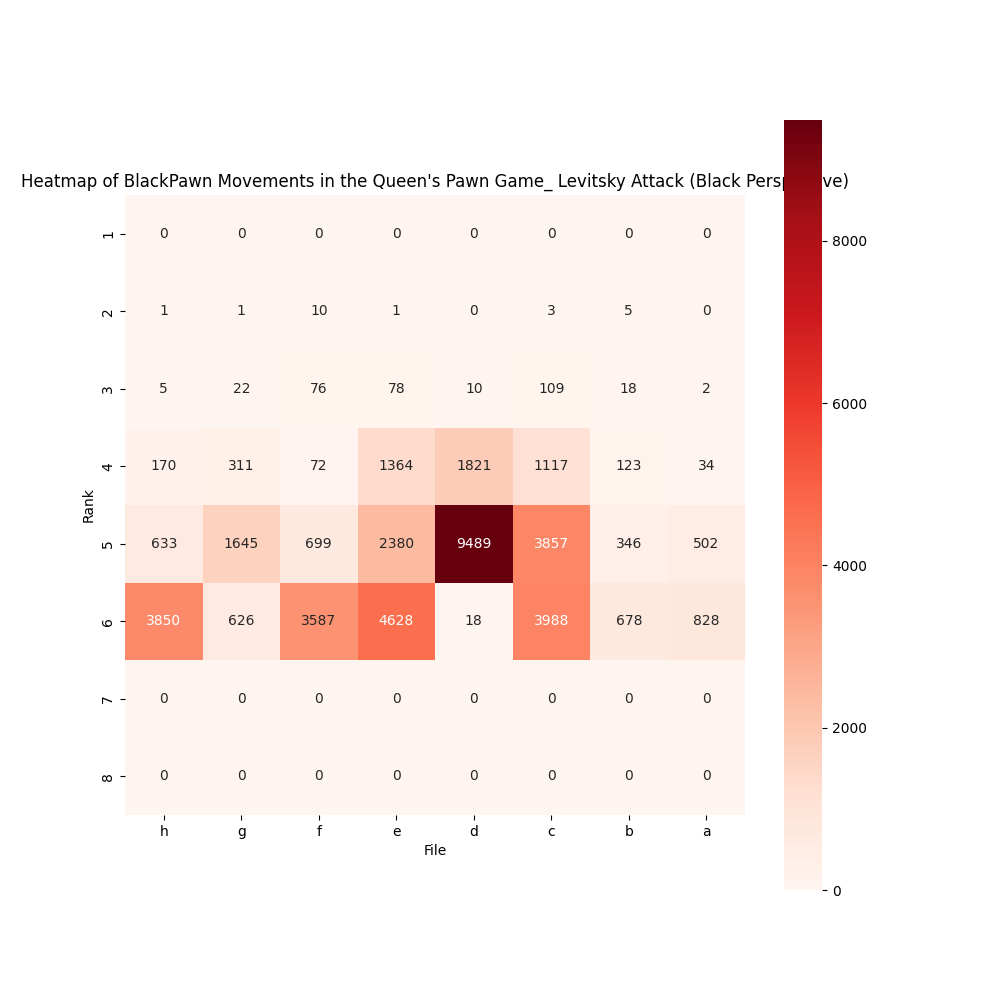 Heatmap of BlackPawn Movements in the Queen's Pawn Game_ Levitsky Attack (Black Persp ve)
1 0 0 0 0 0 0 0 0
2 1 1 10 1 0 3 5 0
3 5 22 76 78 10 109 18 2
4 170 311 72 1364 1821 1117 123 34
5 633 1645 699 2380 9489 3857 346 502
6 3850 626 3587 4628 18 3988 678 828
7 0 0 0 0 0 0 0 0
8 0 0 0 0 0 0 0 0
h g f e d c b a
File
Rank
8000
6000
4000
2000
0